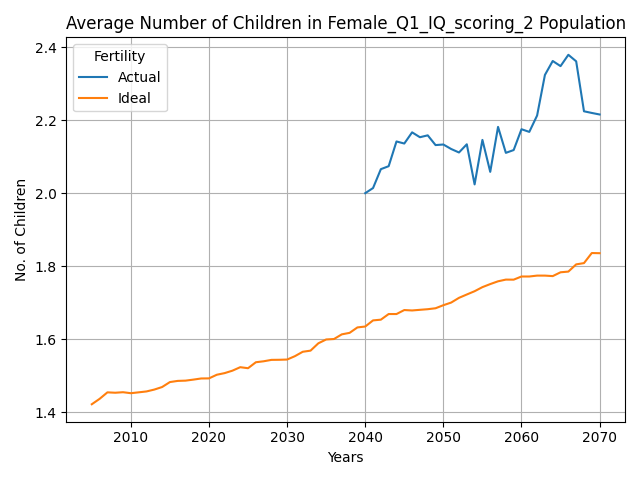 Average Number of Children in Female_Q1_IQ_scoring_2 Population
Fertility
Actual
Ideal
No. of Children
2.4
2.2
2.0
1.8
1.6
1.4
2010 2020 2030 2040 2050 2060 2070
Years